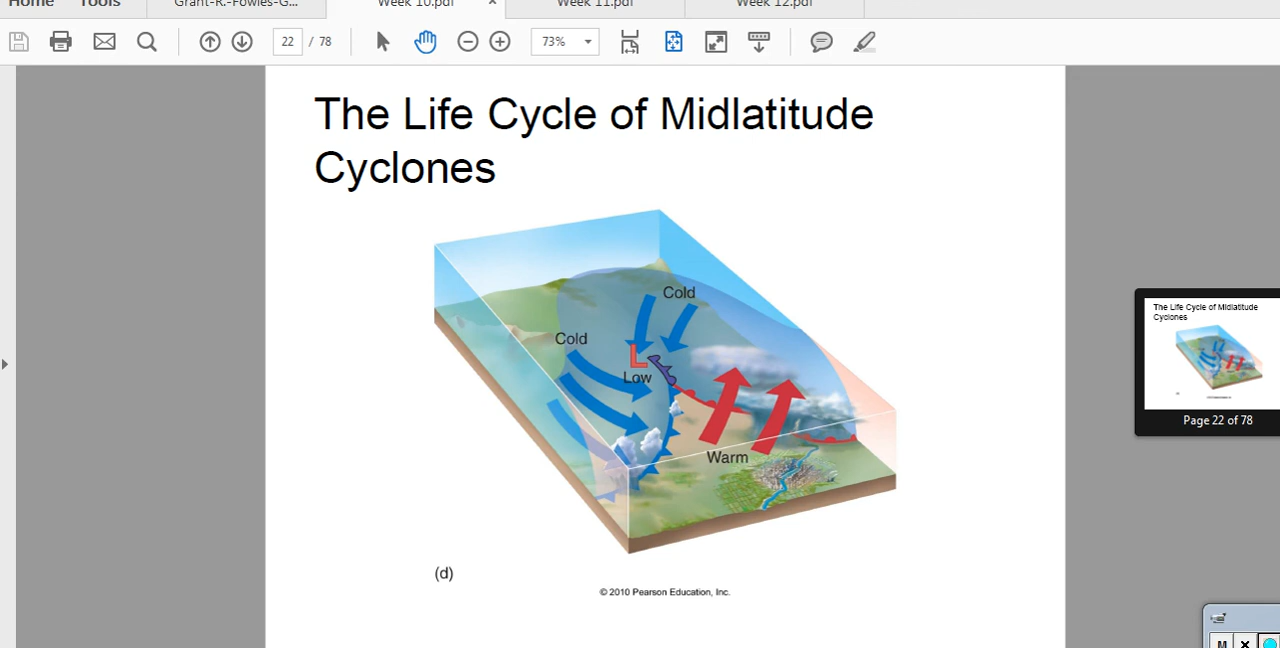 Home Tools Grant-R.-Fowles-G... Week 10.pdf × Week 11.pdf Week 12.pdf
22 / 78 73%
The Life Cycle of Midlatitude
Cyclones
Cold
Cold
L
Low
Warm
(d)
© 2010 Pearson Education, Inc.
The Life Cycle of Midlatitude
Cyclones
Page 22 of 78
M